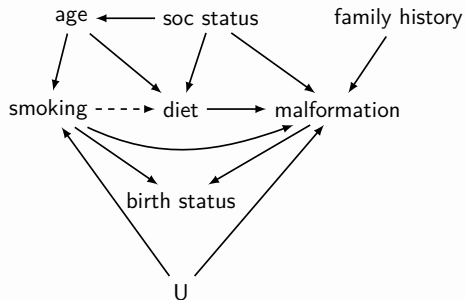 age soc status family history
smoking diet malformation
birth status
U